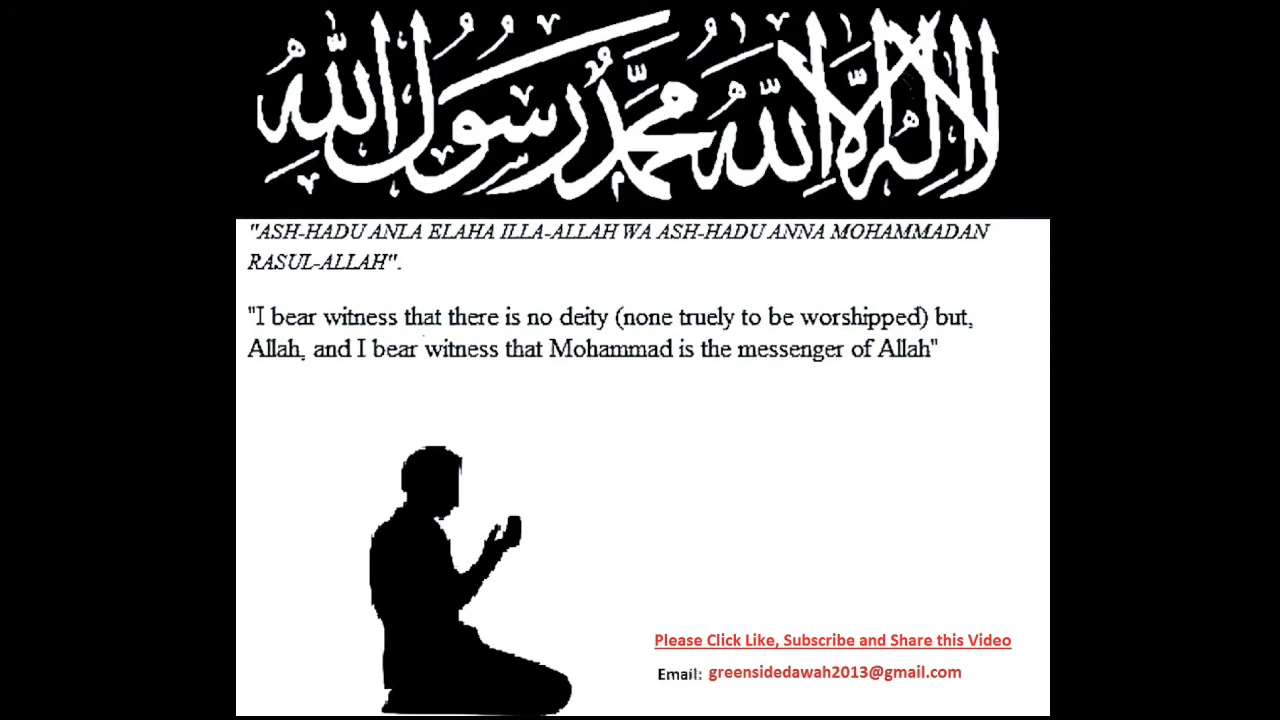 لا إله إلا الله محمد رسول الله
"ASH-HADU ANLA ELAHA ILLA-ALLAH WA ASH-HADU ANNA MOHAMMADAN
RASUL-ALLAH".
"I bear witness that there is no deity (none truely to be worshipped) but,
Allah, and I bear witness that Mohammad is the messenger of Allah"
Please Click Like, Subscribe and Share this Video
Email: greensidedawah2013@gmail.com